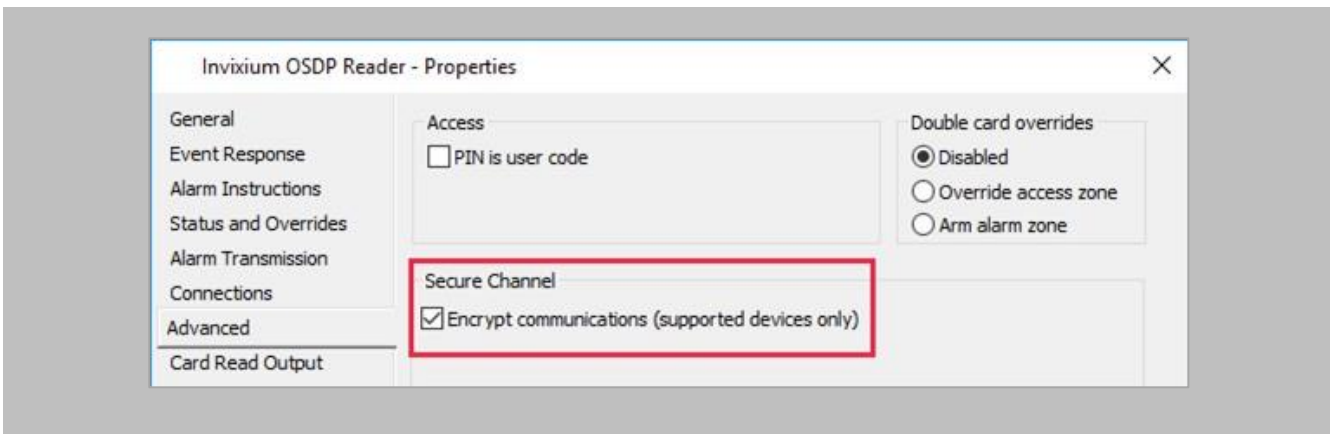 Invixium OSDP Reader - Properties
General
Event Response
Alarm Instructions
Status and Overrides
Alarm Transmission
Connections
Advanced
Card Read Output
Access
PIN is user code
Double card overrides
Disabled
Override access zone
Arm alarm zone
Secure Channel
Encrypt communications (supported devices only)